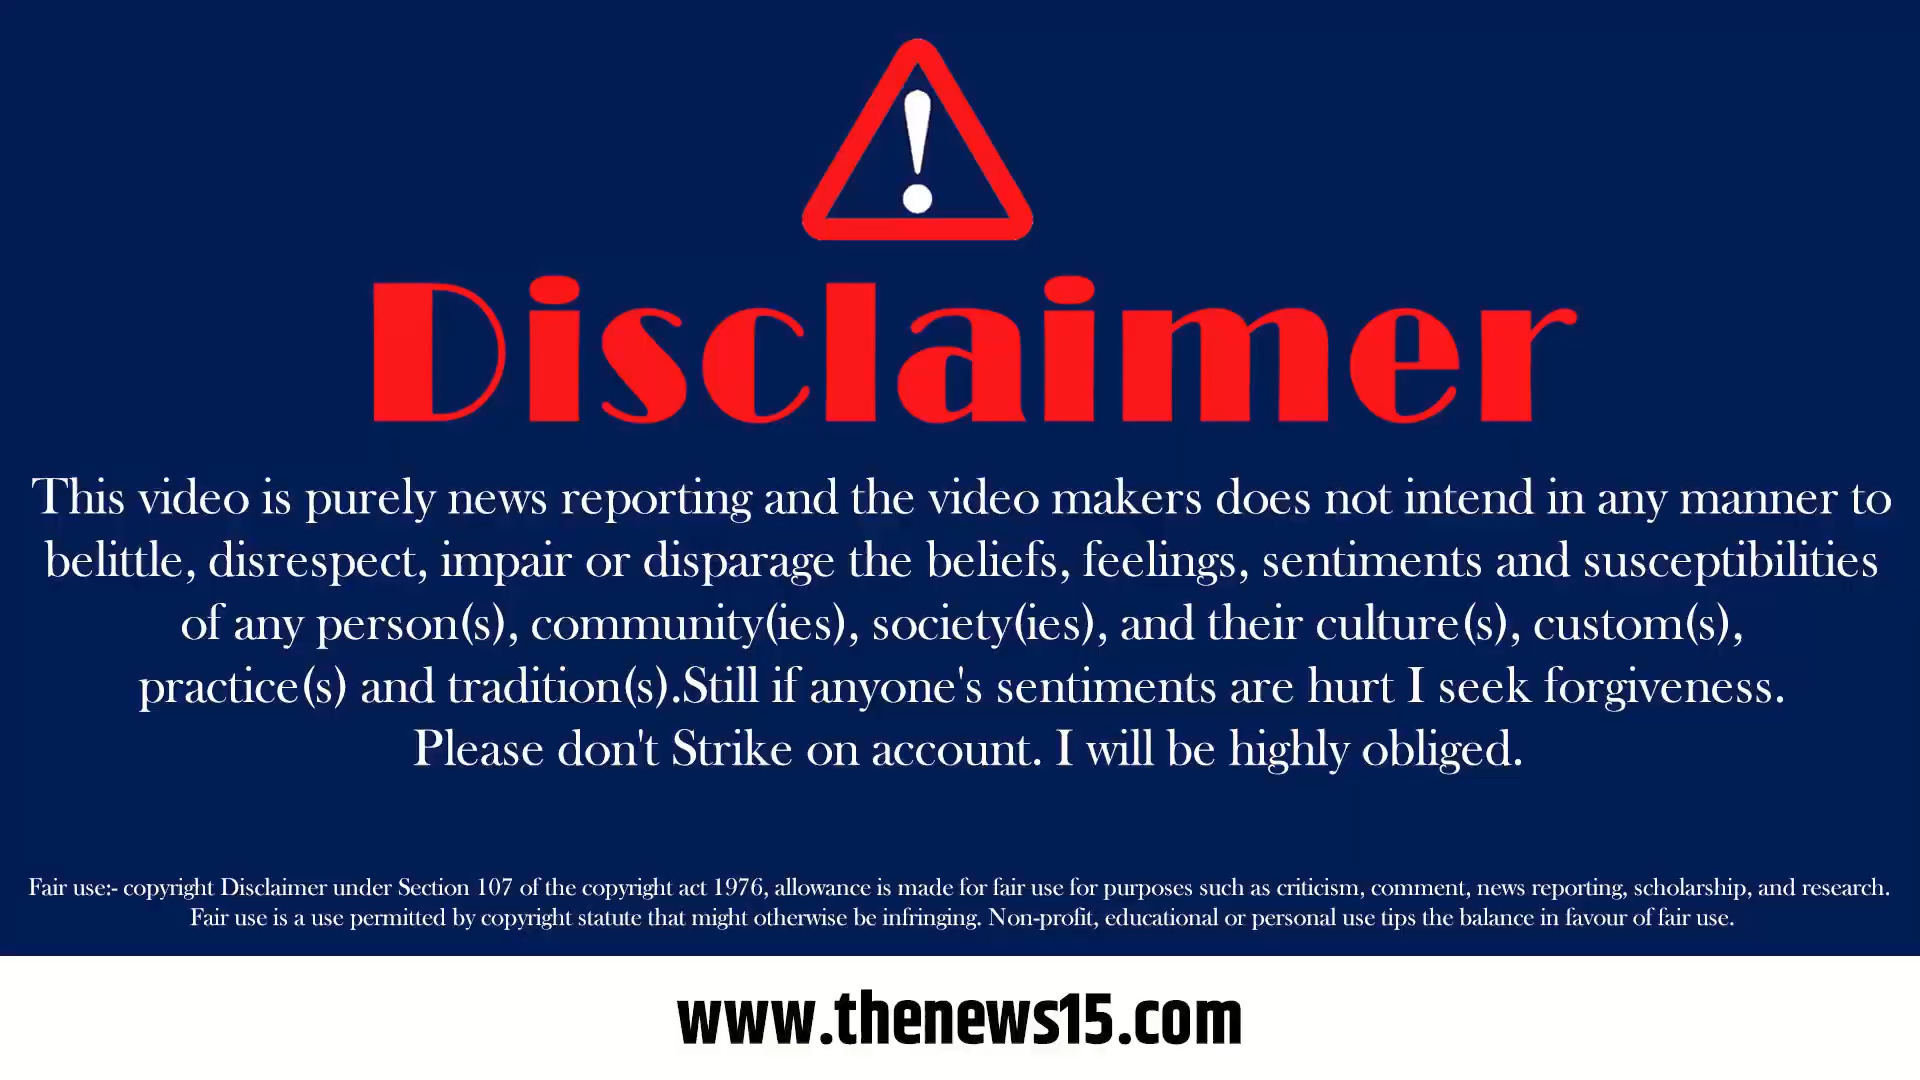 Disclaimer
This video is purely news reporting and the video makers does not intend in any manner to
belittle, disrespect, impair or disparage the beliefs, feelings, sentiments and susceptibilities
of any person(s), community(ies), society(ies), and their culture(s), custom(s),
practice(s) and tradition(s).Still if anyone's sentiments are hurt I seek forgiveness.
Please don't Strike on account. I will be highly obliged.
Fair use:- copyright Disclaimer under Section 107 of the copyright act 1976, allowance is made for fair use for purposes such as criticism, comment, news reporting, scholarship, and research.
Fair use is a use permitted by copyright statute that might otherwise be infringing. Non-profit, educational or personal use tips the balance in favour of fair use.
www.thenews15.com